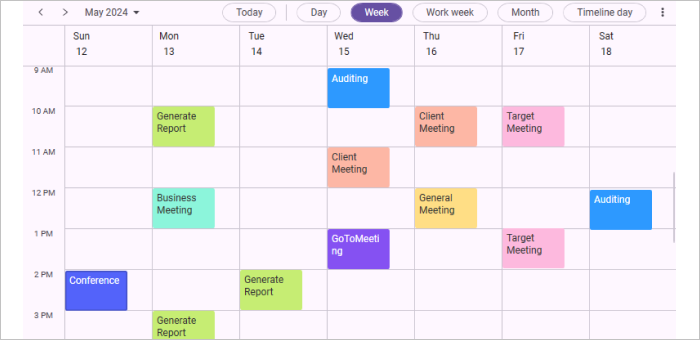 May 2024
Today
Day
Week
Work week
Month
Timeline day
Sun
12
Mon
13
Tue
14
Wed
15
Thu
16
Fri
17
Sat
18
9 AM
Auditing
10 AM
Generate
Report
Client
Meeting
Target
Meeting
11 AM
Client
Meeting
12 PM
Business
Meeting
General
Meeting
Auditing
1 PM
GoToMeeti
ng
Target
Meeting
2 PM
Conference
Generate
Report
3 PM
Generate
Report